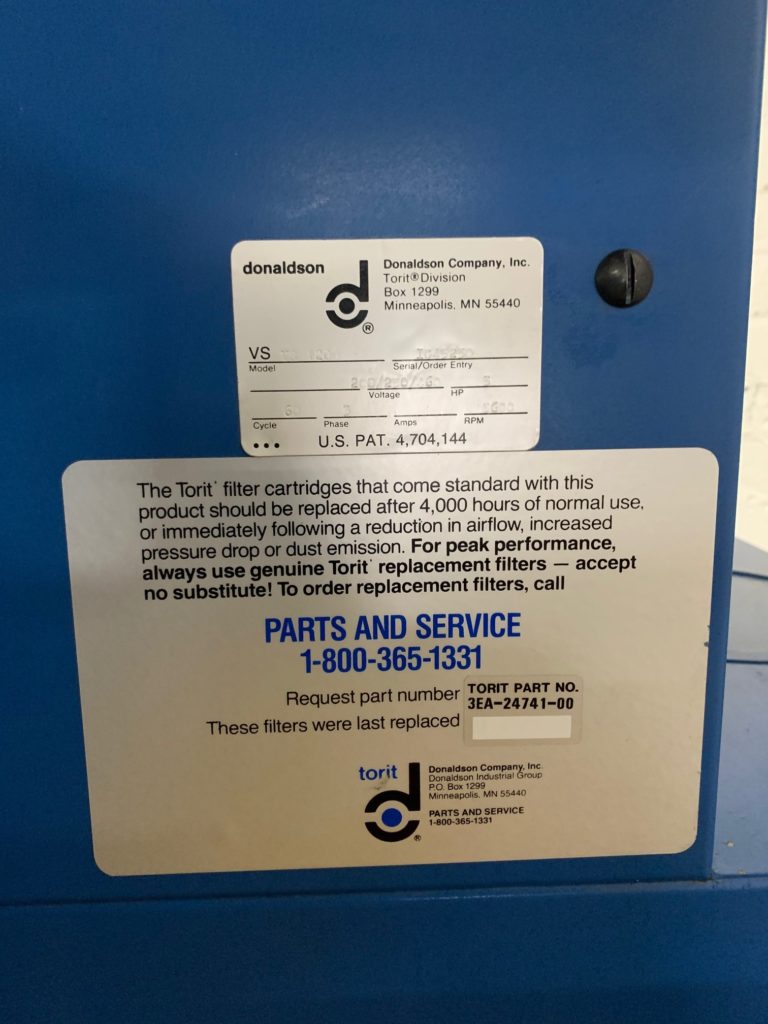 donaldson
Donaldson Company, Inc.
Torit® Division
Box 1299
Minneapolis, MN 55440
®
VS
Model
Serial/Order Entry
Voltage
HP
60 3
Cycle
Phase
Amps
RPM
••• U.S. PAT. 4,704,144
The Torit® filter cartridges that come standard with this
product should be replaced after 4,000 hours of normal use,
or immediately following a reduction in airflow, increased
pressure drop or dust emission. For peak performance,
always use genuine Torit® replacement filters — accept
no substitute! To order replacement filters, call
PARTS AND SERVICE
1-800-365-1331
Request part number
TORIT PART NO.
3EA-24741-00
These filters were last replaced
torit
Donaldson Company, Inc.
Donaldson Industrial Group
P.O. Box 1299
Minneapolis, MN 55440
PARTS AND SERVICE
1-800-365-1331
®